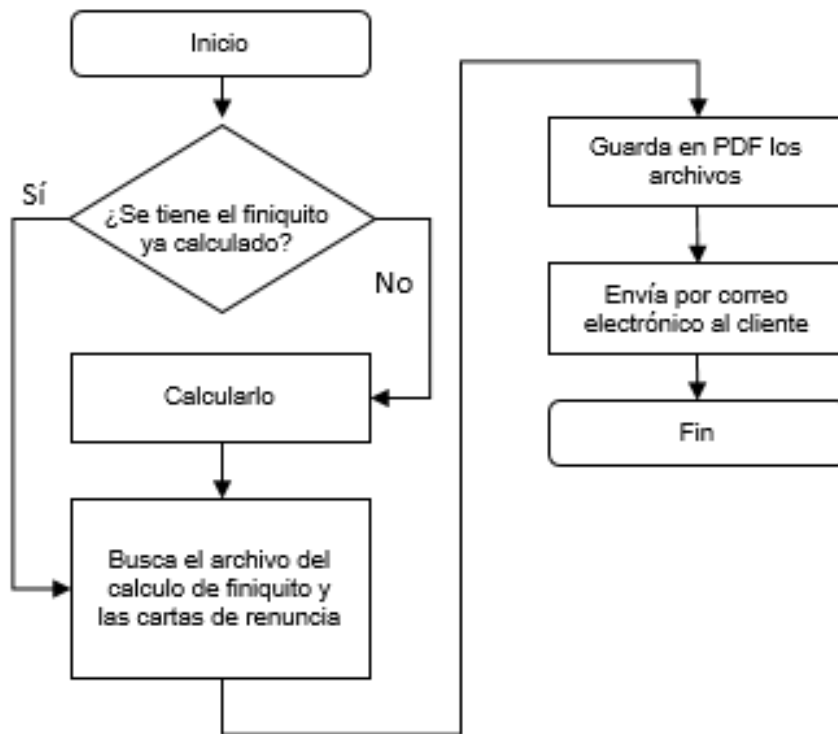 Inicio
¿Se tiene el finiquito
ya calculado?
Sí
No
Calcularlo
Busca el archivo del
calculo de finiquito y
las cartas de renuncia
Guarda en PDF los
archivos
Envía por correo
electrónico al cliente
Fin